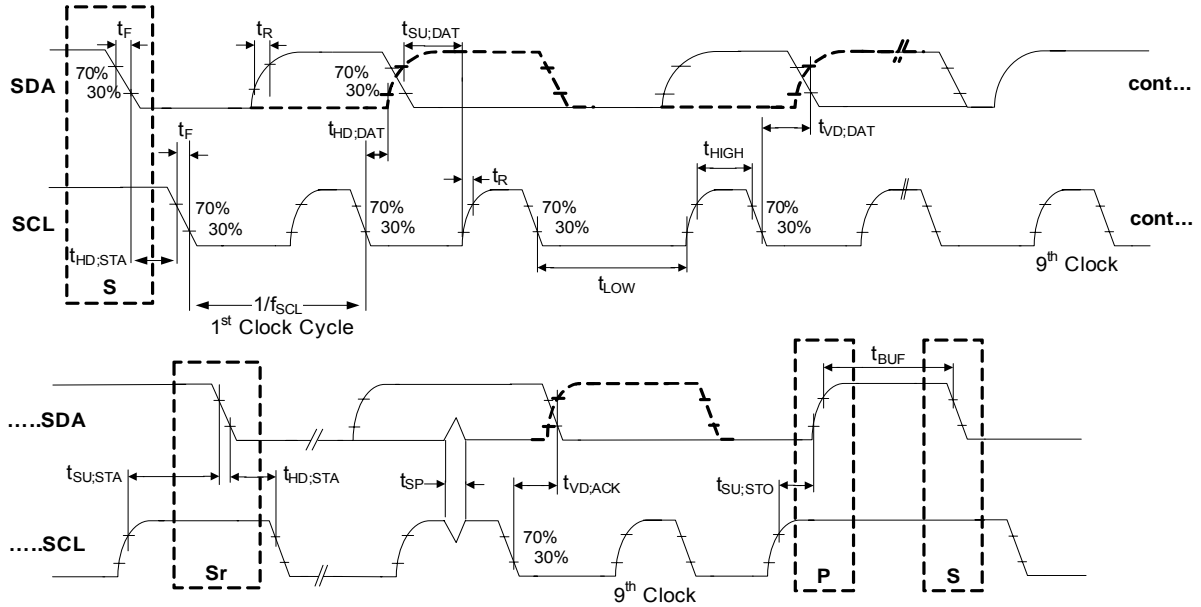 tF
tR
tSU;DAT
70%
30%
SDA
70%
30%
cont...
tF
tHD;DAT
tVD;DAT
tHIGH
tR
SCL
70%
30%
70%
30%
70%
30%
70%
30%
cont...
tHD;STA
S
tLOW
9th Clock
1/fSCL
1st Clock Cycle
P
S
tBUF
.....SDA
tSU;STA
tHD;STA
tSP
tVD;ACK
tSU;STO
.....SCL
70%
30%
Sr
9th Clock